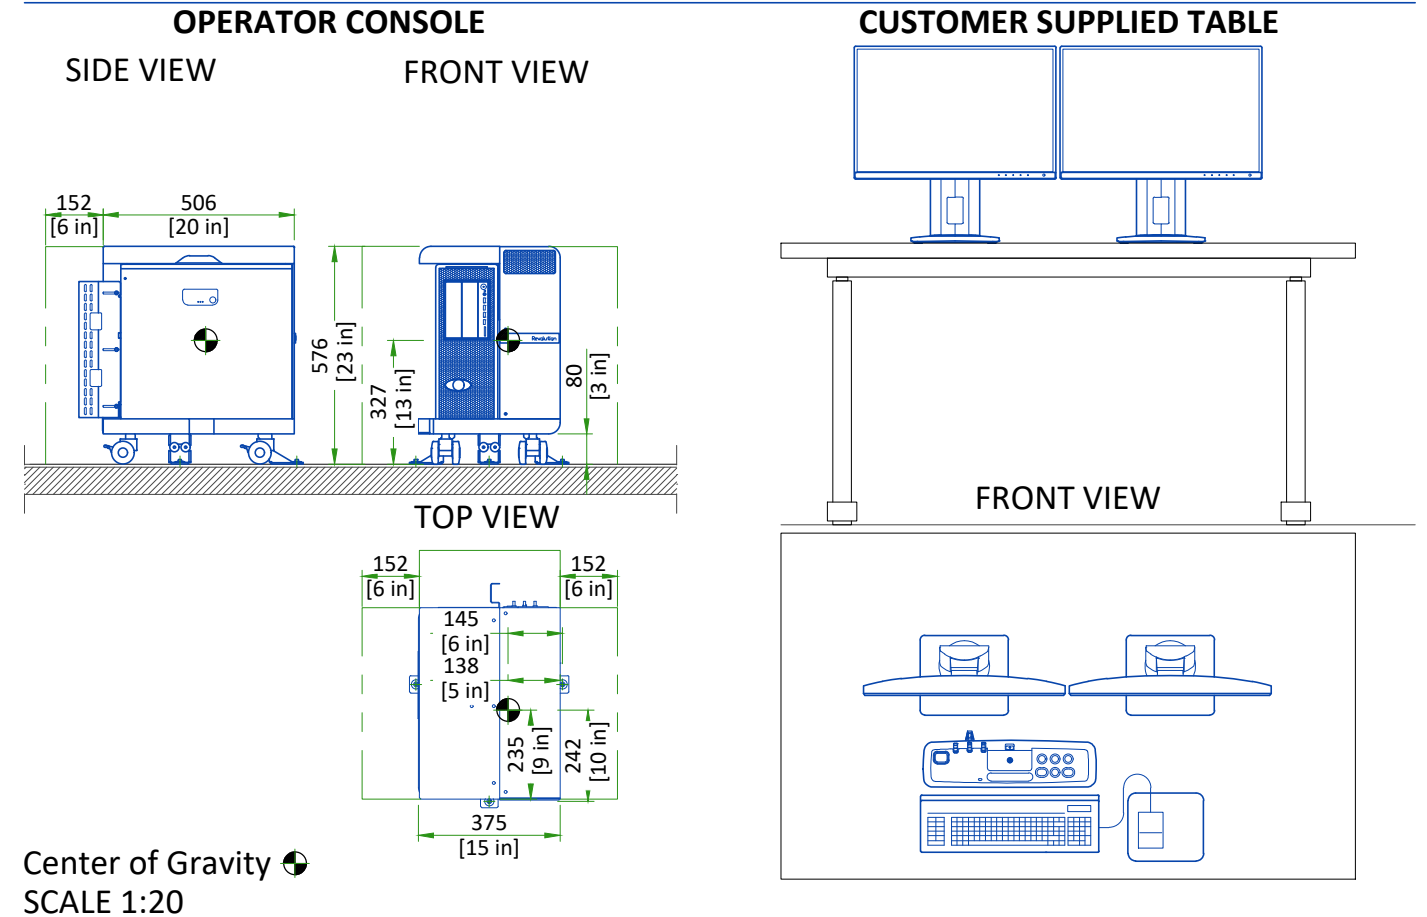 OPERATOR CONSOLE
CUSTOMER SUPPLIED TABLE
SIDE VIEW
FRONT VIEW
152
[6 in]
506
[20 in]
576
[23 in]
327
[13 in]
80
[3 in]
Revolution
FRONT VIEW
TOP VIEW
152
[6 in]
152
[6 in]
145
[6 in]
138
[5 in]
235
[9 in]
242
[10 in]
375
[15 in]
Center of Gravity
SCALE 1:20